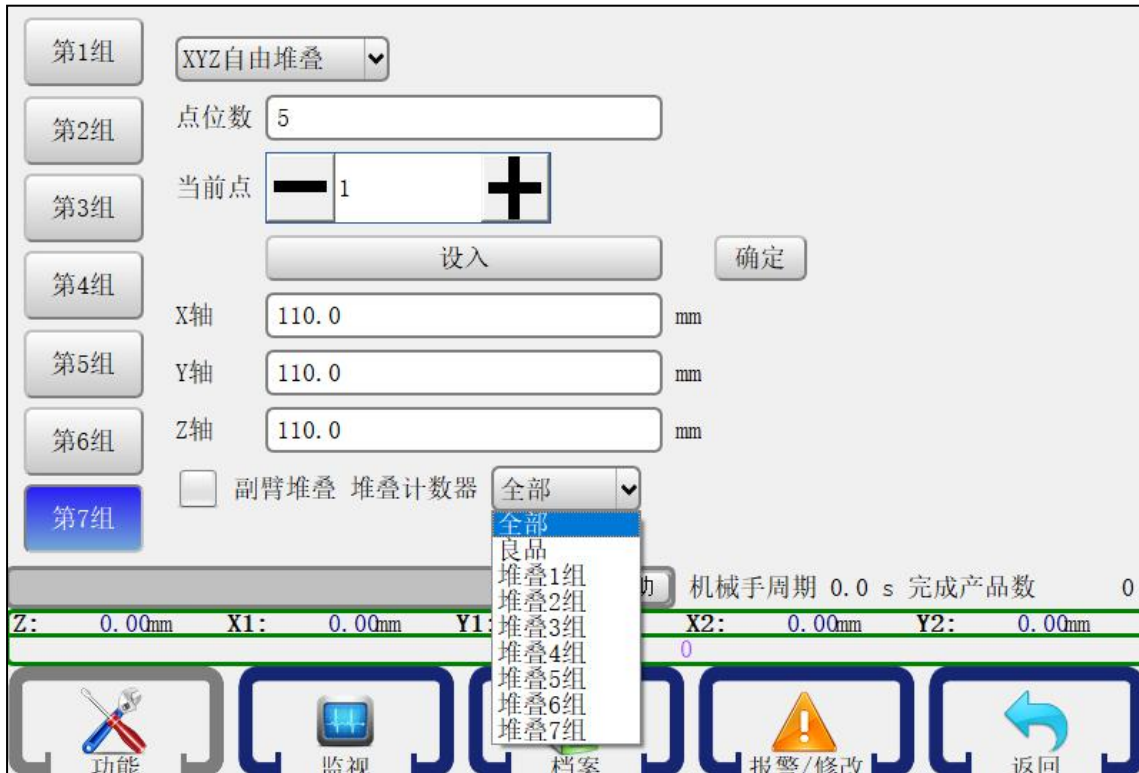 第1组
XYZ自由堆叠
第2组
点位数 5
第3组
当前点 1
第4组
设入 确定
X轴 110.0 mm
第5组
Y轴 110.0 mm
第6组
Z轴 110.0 mm
第7组
副臂堆叠 堆叠计数器 全部
全部
良品
堆叠1组
堆叠2组
堆叠3组
堆叠4组
堆叠5组
堆叠6组
堆叠7组
机械手周期 0.0 s 完成产品数 0
Z: 0.00mm X1: 0.00mm Y1: X2: 0.00mm Y2: 0.00mm
0
功能 监视 档案 报警/修改 返回